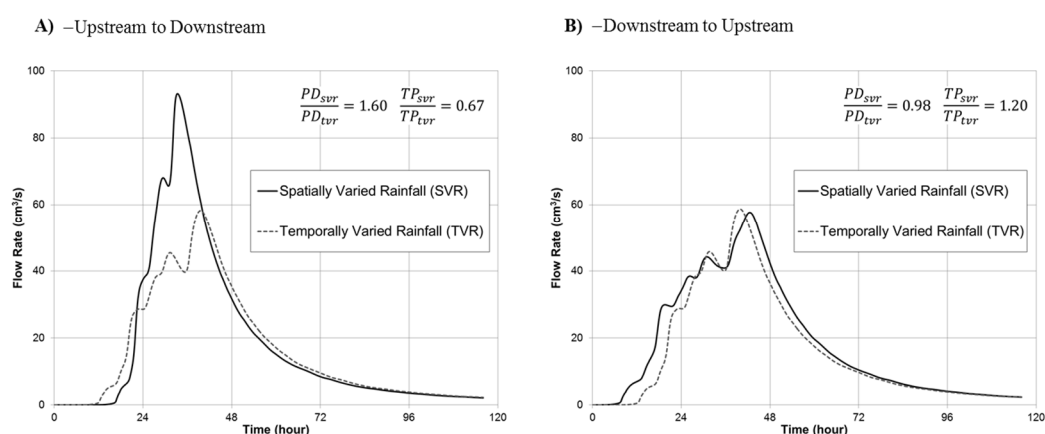 A) –Upstream to Downstream
100
80
60
40
20
0
Flow Rate (cm³/s)
PD_svr / PD_tvr = 1.60 TP_svr / TP_tvr = 0.67
Spatially Varied Rainfall (SVR)
Temporally Varied Rainfall (TVR)
0 24 48 72 96 120
Time (hour)
B) –Downstream to Upstream
100
80
60
40
20
0
Flow Rate (cm³/s)
PD_svr / PD_tvr = 0.98 TP_svr / TP_tvr = 1.20
Spatially Varied Rainfall (SVR)
Temporally Varied Rainfall (TVR)
0 24 48 72 96 120
Time (hour)